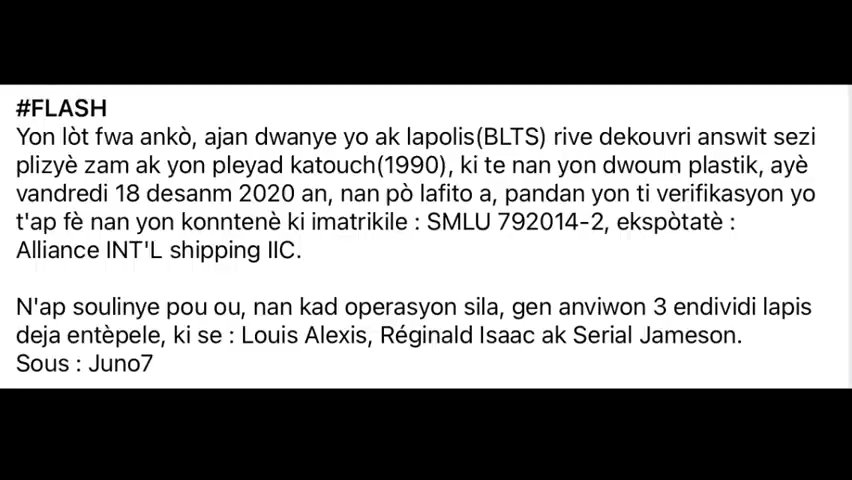 #FLASH
Yon lòt fwa ankò, ajan dwanye yo ak lapolis(BLTS) rive dekouvri answit sezi
plizyè zam ak yon pleyad katouch(1990), ki te nan yon dwoum plastik, ayè
vandredi 18 desanm 2020 an, nan pò lafito a, pandan yon ti verifikasyon yo
t'ap fè nan yon konntenè ki imatrikile : SMLU 792014-2, ekspòtatè :
Alliance INT'L shipping IIC.
N'ap soulinye pou ou, nan kad operasyon sila, gen anviwon 3 endividi lapis
deja entèpele, ki se : Louis Alexis, Réginald Isaac ak Serial Jameson.
Sous : Juno7